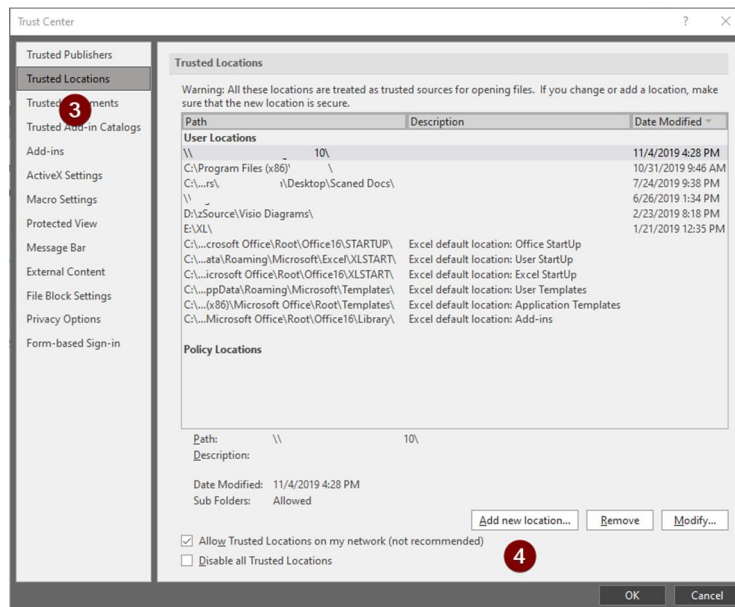 Trust Center
? ×
Trusted Publishers
Trusted Locations
Trusted ments
3
Trusted Add-in Catalogs
Add-ins
ActiveX Settings
Macro Settings
Protected View
Message Bar
External Content
File Block Settings
Privacy Options
Form-based Sign-in
Trusted Locations
Warning: All these locations are treated as trusted sources for opening files. If you change or add a location, make
sure that the new location is secure.
Path Description Date Modified
User Locations
\\ 10\ 11/4/2019 4:28 PM
C:\Program Files (x86)\ \ 10/31/2019 9:46 AM
C:\...rs\ \Desktop\Scaned Docs\ 7/24/2019 9:38 PM
\\ 6/26/2019 1:34 PM
D:\zSource\Visio Diagrams\ 2/23/2019 8:18 PM
E:\XL\ 1/21/2019 12:35 PM
C:\...crosoft Office\Root\Office16\STARTUP\ Excel default location: Office StartUp
C:\...ata\Roaming\Microsoft\Excel\XLSTART\ Excel default location: User StartUp
C:\...icrosoft Office\Root\Office16\XLSTART\ Excel default location: Excel StartUp
C:\...ppData\Roaming\Microsoft\Templates\ Excel default location: User Templates
C:\...(x86)\Microsoft Office\Root\Templates\ Excel default location: Application Templates
C:\...Microsoft Office\Root\Office16\Library\ Excel default location: Add-ins
Policy Locations
Path: \\ 10\
Description:
Date Modified: 11/4/2019 4:28 PM
Sub Folders: Allowed
Add new location... Remove Modify...
Allow Trusted Locations on my network (not recommended)
4
Disable all Trusted Locations
OK Cancel